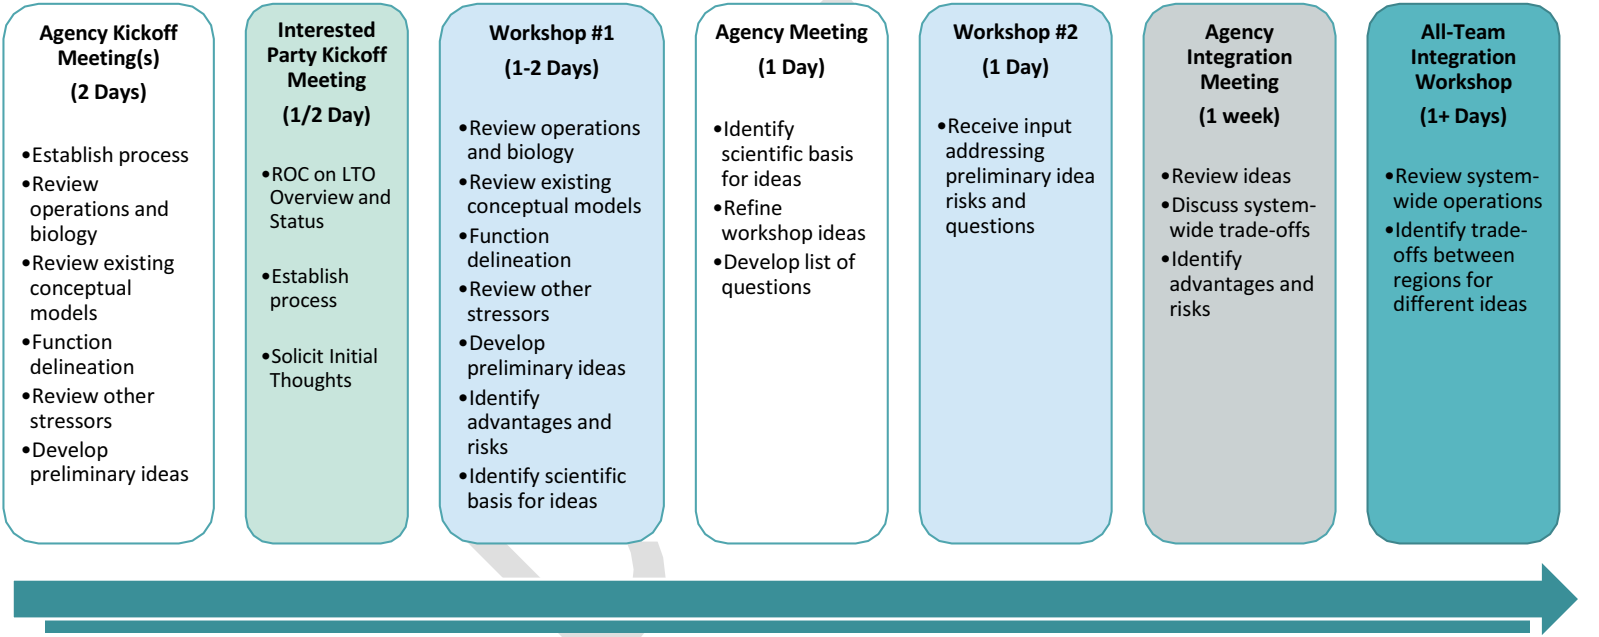 Agency Kickoff
Meeting(s)
(2 Days)
•Establish process
•Review
operations and
biology
•Review existing
conceptual
models
•Function
delineation
•Review other
stressors
•Develop
preliminary ideas
Interested
Party Kickoff
Meeting
(1/2 Day)
•ROC on LTO
Overview and
Status
•Establish
process
•Solicit Initial
Thoughts
Workshop #1
(1-2 Days)
•Review operations
and biology
•Review existing
conceptual models
•Function
delineation
•Review other
stressors
•Develop
preliminary ideas
•Identify
advantages and
risks
•Identify scientific
basis for ideas
Agency Meeting
(1 Day)
•Identify
scientific basis
for ideas
•Refine
workshop ideas
•Develop list of
questions
Workshop #2
(1 Day)
•Receive input
addressing
preliminary idea
risks and
questions
Agency
Integration
Meeting
(1 week)
•Review ideas
•Discuss system-
wide trade-offs
•Identify
advantages and
risks
All-Team
Integration
Workshop
(1+ Days)
•Review system-
wide operations
•Identify trade-
offs between
regions for
different ideas